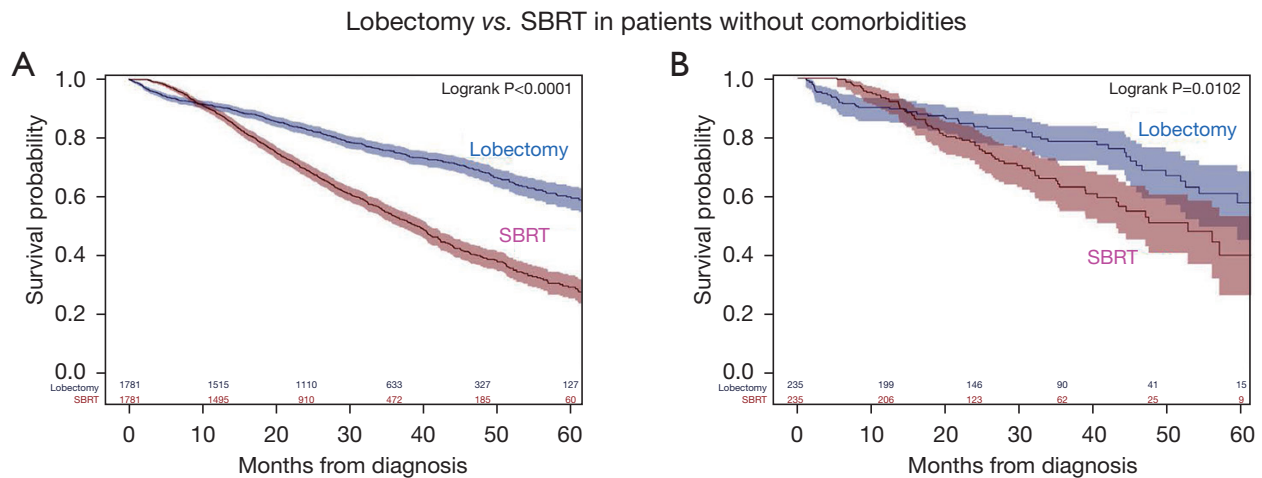 Lobectomy vs. SBRT in patients without comorbidities
A
Logrank P<0.0001
Survival probability
1.0
0.8
0.6
0.4
0.2
0.0
Lobectomy
SBRT
Lobectomy 1781 1515 1110 633 327 127
SBRT 1781 1495 910 472 185 60
0 10 20 30 40 50 60
Months from diagnosis
B
Logrank P=0.0102
Survival probability
1.0
0.8
0.6
0.4
0.2
0.0
Lobectomy
SBRT
Lobectomy 235 199 146 90 41 15
SBRT 235 206 123 62 25 9
0 10 20 30 40 50 60
Months from diagnosis